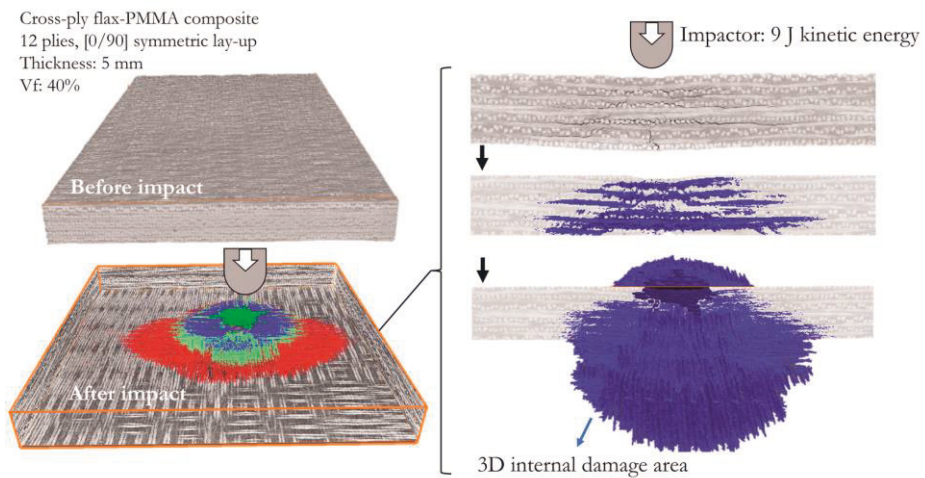 Cross-ply flax-PMMA composite
12 plies, [0/90] symmetric lay-up
Thickness: 5 mm
Vf: 40%
Before impact
After impact
Impactor: 9 J kinetic energy
3D internal damage area